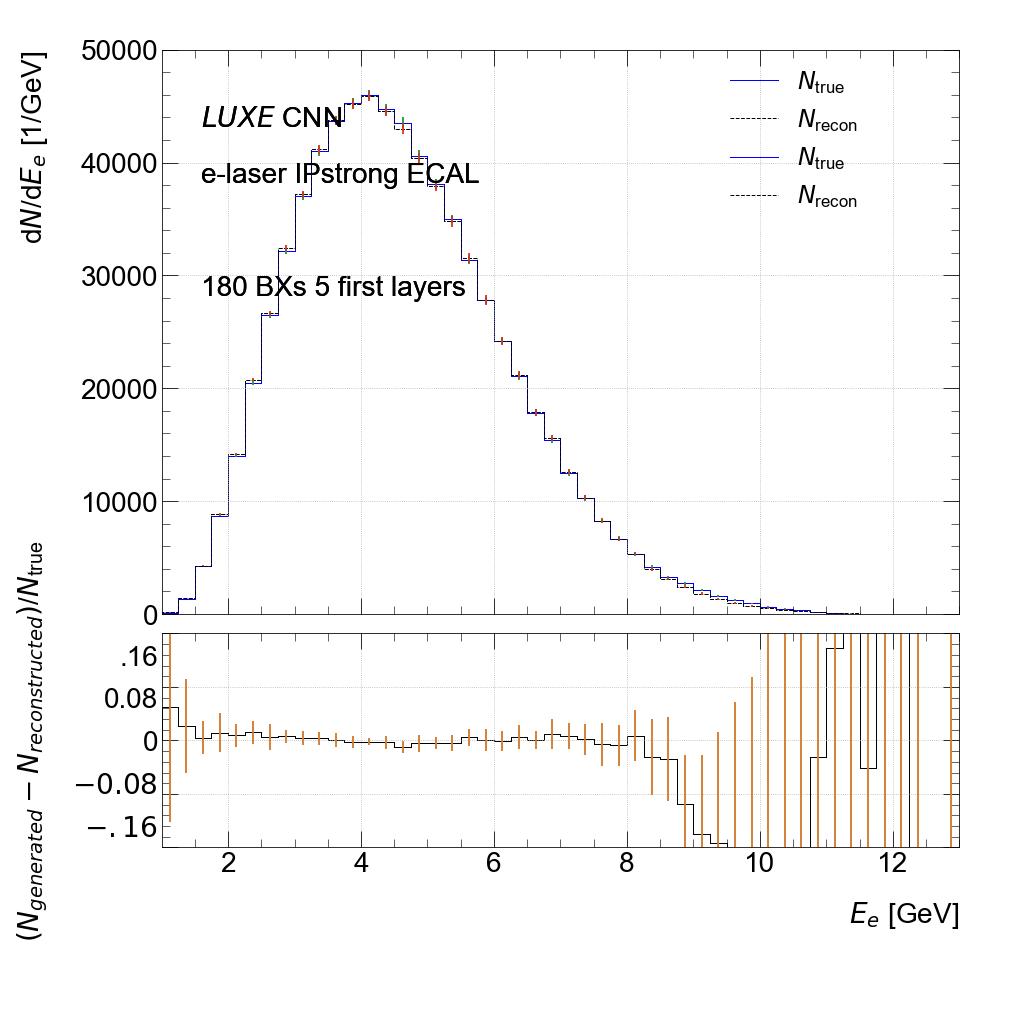 dN/dE_e [1/GeV]
50000
40000
30000
20000
10000
0
LUXE CNN
e-laser IPstrong ECAL
180 BXs 5 first layers
N_true
N_recon
N_true
N_recon
(N_generated − N_reconstructed)/N_true
.16
0.08
0
−0.08
−.16
2 4 6 8 10 12
E_e [GeV]